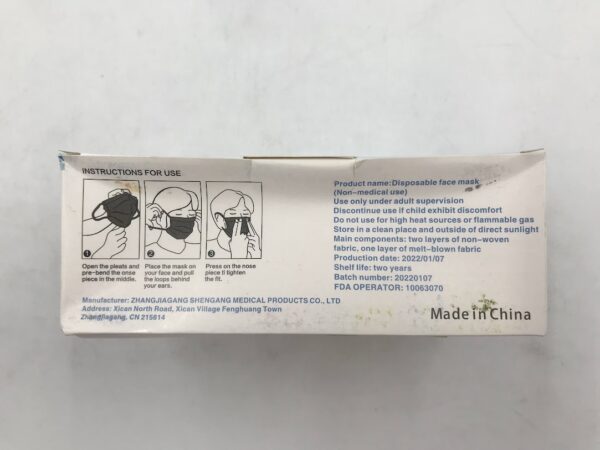 INSTRUCTIONS FOR USE
1
2
3
Open the pleats and
pre-bend the onse
piece in the middle.
Place the mask on
your face and pull
the loops behind
your ears.
Press on the nose
piece ti tighten
the fit.
Manufacturer: ZHANGJIAGANG SHENGANG MEDICAL PRODUCTS CO., LTD
Address: Xican North Road, Xican Village Fenghuang Town
Zhangjiagang, CN 215614
Product name:Disposable face mask
(Non-medical use)
Use only under adult supervision
Discontinue use if child exhibit discomfort
Do not use for high heat sources or flammable gas
Store in a clean place and outside of direct sunlight
Main components: two layers of non-woven
fabric, one layer of melt-blown fabric
Production date: 2022/01/07
Shelf life: two years
Batch number: 20220107
FDA OPERATOR: 10063070
Made in China